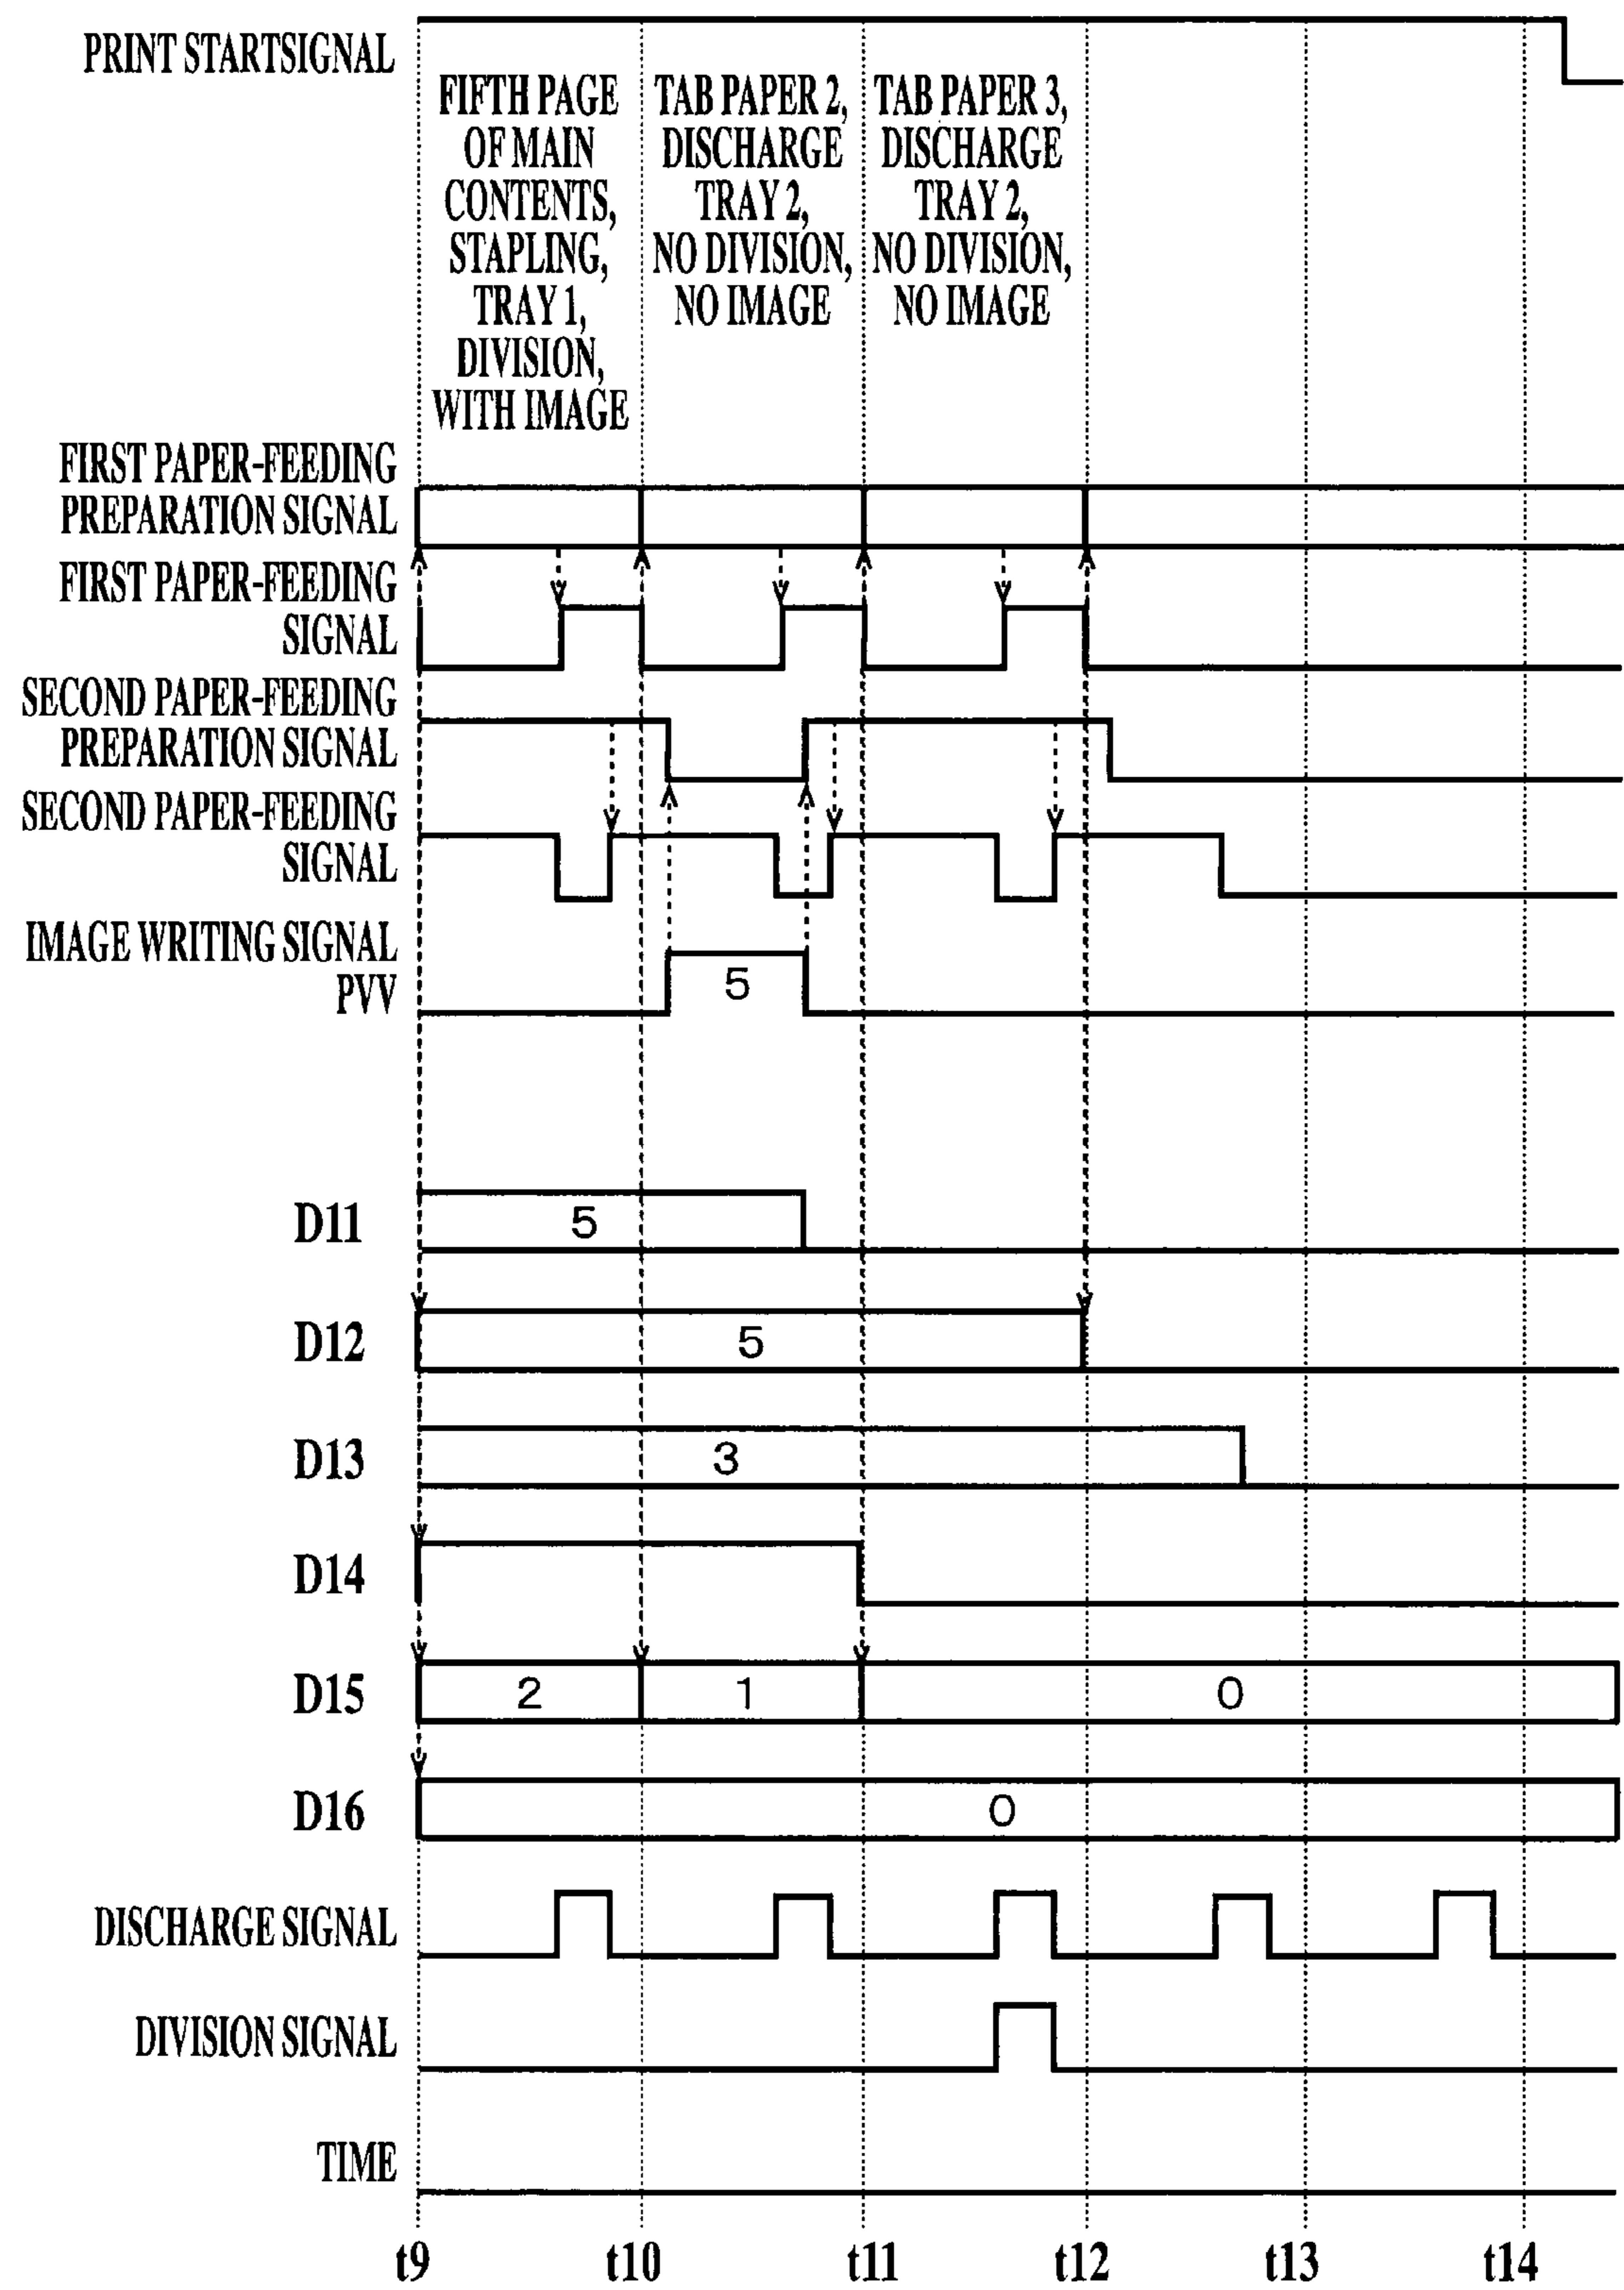 PRINT STARTSIGNAL
FIFTH PAGE
OF MAIN
CONTENTS,
STAPLING,
TRAY 1,
DIVISION,
WITH IMAGE
TAB PAPER 2,
DISCHARGE
TRAY 2,
NO DIVISION,
NO IMAGE
TAB PAPER 3,
DISCHARGE
TRAY 2,
NO DIVISION,
NO IMAGE
FIRST PAPER-FEEDING
PREPARATION SIGNAL
FIRST PAPER-FEEDING
SIGNAL
SECOND PAPER-FEEDING
PREPARATION SIGNAL
SECOND PAPER-FEEDING
SIGNAL
IMAGE WRITING SIGNAL
PVV
5
D11
5
D12
5
D13
3
D14
D15
2
1
0
D16
0
DISCHARGE SIGNAL
DIVISION SIGNAL
TIME
t9
t10
t11
t12
t13
t14